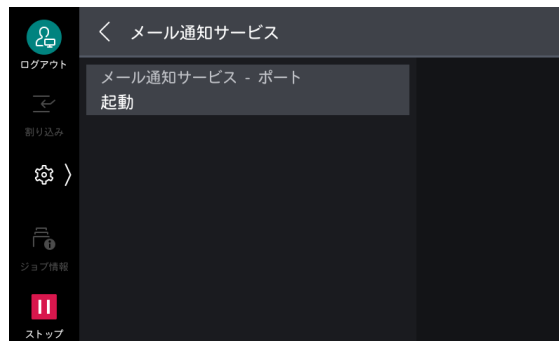 メール通知サービス
ログアウト
メール通知サービス - ポート
起動
割り込み
ジョブ情報
ストップ